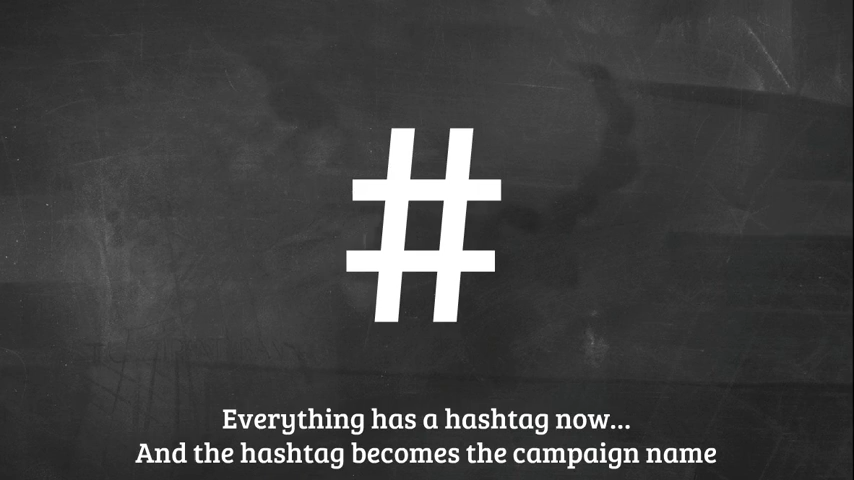 #
Everything has a hashtag now...
And the hashtag becomes the campaign name